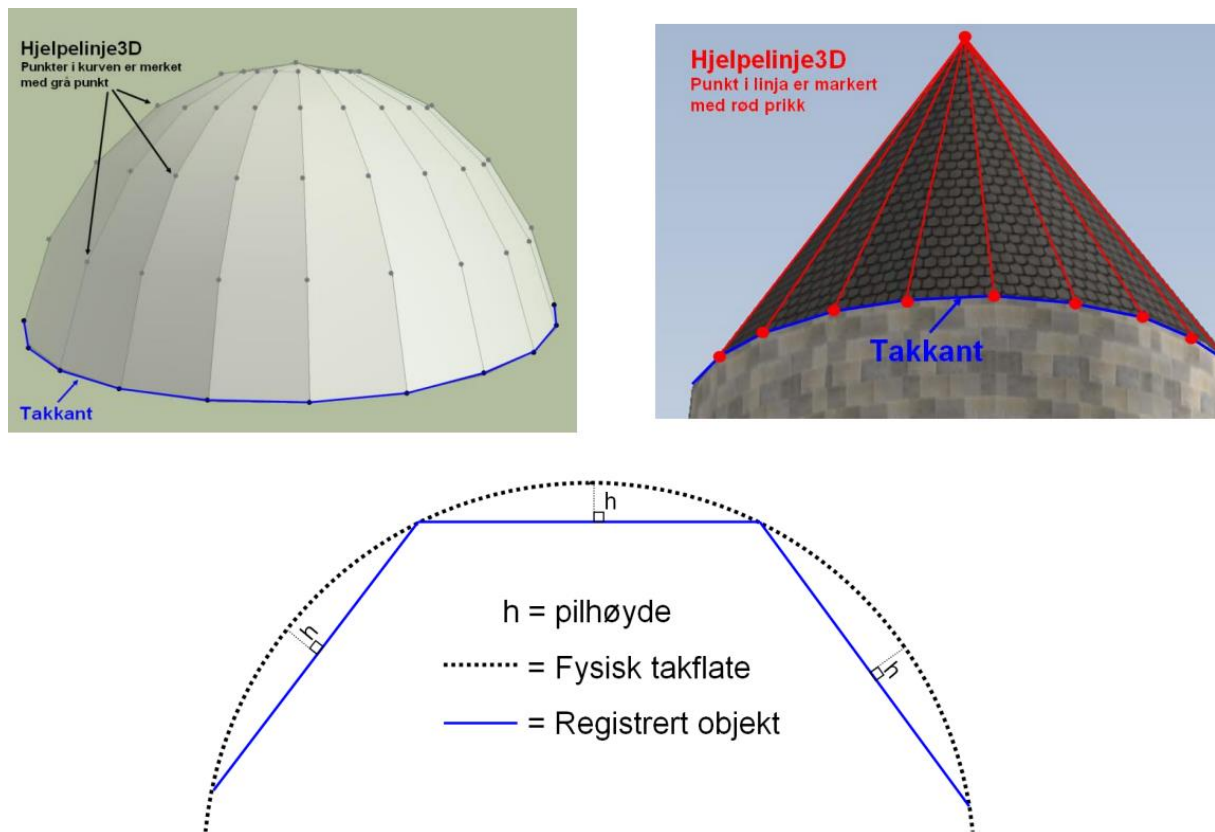 Hjelpelinje3D
Punkter i kurven er merket
med grå punkt
Takkant
Hjelpelinje3D
Punkt i linja er markert
med rød prikk
Takkant
h
h
h
h = pilhøyde
= Fysisk takflate
= Registrert objekt